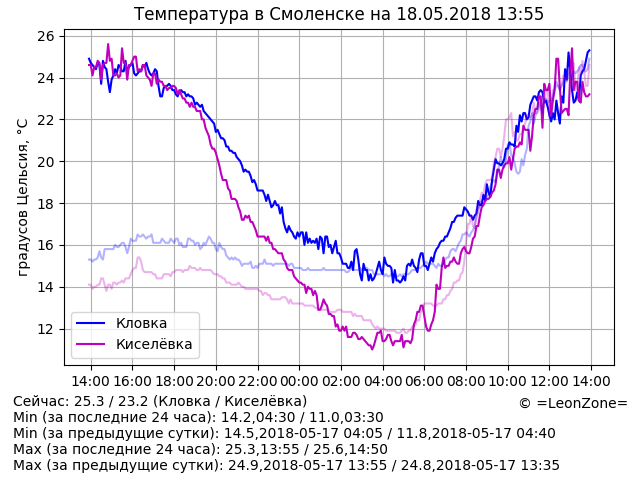 Температура в Смоленске на 18.05.2018 13:55
26
24
22
20
18
16
14
12
градусов Цельсия, °C
Кловка
Киселёвка
14:00 16:00 18:00 20:00 22:00 00:00 02:00 04:00 06:00 08:00 10:00 12:00 14:00
Сейчас: 25.3 / 23.2 (Кловка / Киселёвка)
© =LeonZone=
Min (за последние 24 часа): 14.2,04:30 / 11.0,03:30
Min (за предыдущие сутки): 14.5,2018-05-17 04:05 / 11.8,2018-05-17 04:40
Max (за последние 24 часа): 25.3,13:55 / 25.6,14:50
Max (за предыдущие сутки): 24.9,2018-05-17 13:55 / 24.8,2018-05-17 13:35